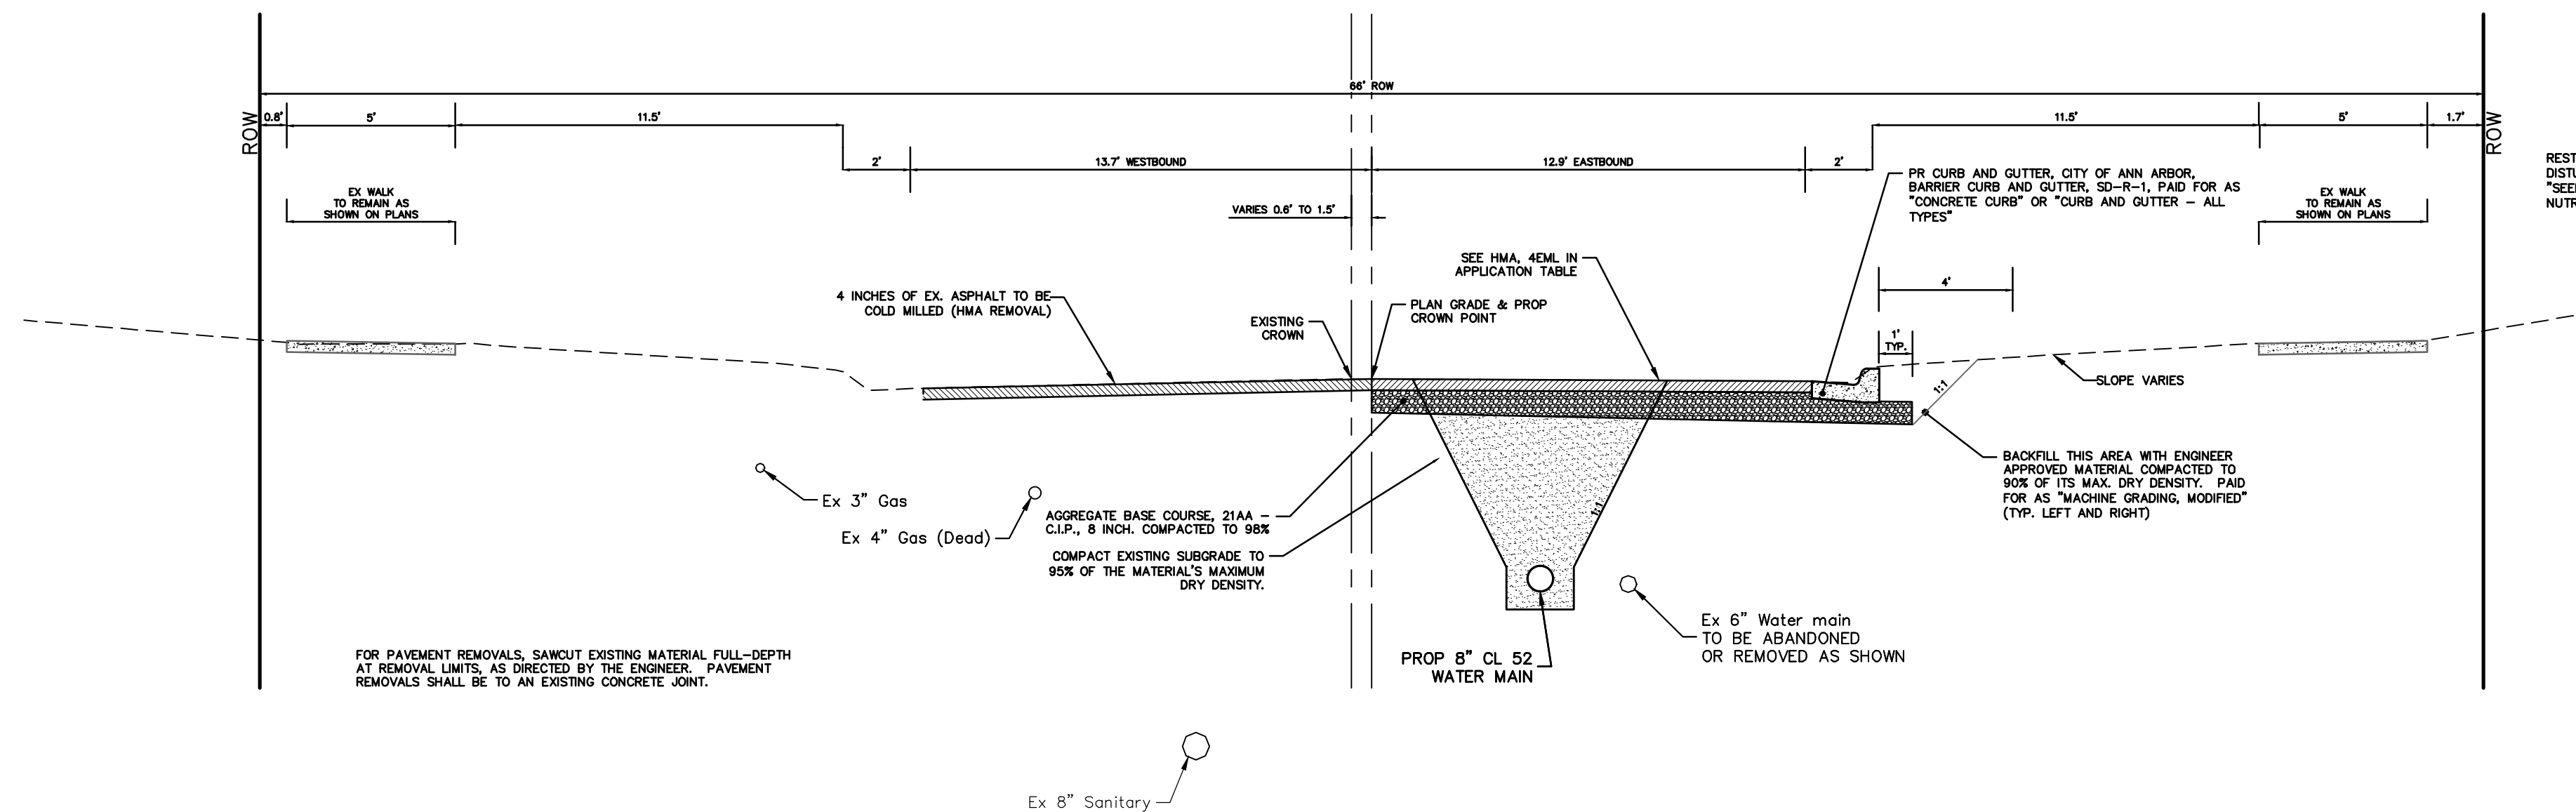 66' ROW
ROW
0.8'
5'
11.5'
11.5'
5'
1.7'
ROW
2'
13.7' WESTBOUND
12.9' EASTBOUND
2'
EX WALK
TO REMAIN AS
SHOWN ON PLANS
VARIES 0.6' TO 1.5'
PR CURB AND GUTTER, CITY OF ANN ARBOR,
BARRIER CURB AND GUTTER, SD-R-1, PAID FOR AS
"CONCRETE CURB" OR "CURB AND GUTTER – ALL
TYPES"
EX WALK
TO REMAIN AS
SHOWN ON PLANS
REST
DISTU
"SEE
NUTR
4 INCHES OF EX. ASPHALT TO BE
COLD MILLED (HMA REMOVAL)
EXISTING
CROWN
PLAN GRADE & PROP
CROWN POINT
SEE HMA, 4EML IN
APPLICATION TABLE
4'
1'
TYP.
1:1
SLOPE VARIES
Ex 3" Gas
Ex 4" Gas (Dead)
AGGREGATE BASE COURSE, 21AA –
C.I.P., 8 INCH. COMPACTED TO 98%
COMPACT EXISTING SUBGRADE TO
95% OF THE MATERIAL'S MAXIMUM
DRY DENSITY.
1:1
BACKFILL THIS AREA WITH ENGINEER
APPROVED MATERIAL COMPACTED TO
90% OF ITS MAX. DRY DENSITY. PAID
FOR AS "MACHINE GRADING, MODIFIED"
(TYP. LEFT AND RIGHT)
FOR PAVEMENT REMOVALS, SAWCUT EXISTING MATERIAL FULL-DEPTH
AT REMOVAL LIMITS, AS DIRECTED BY THE ENGINEER. PAVEMENT
REMOVALS SHALL BE TO AN EXISTING CONCRETE JOINT.
PROP 8" CL 52
WATER MAIN
Ex 6" Water main
TO BE ABANDONED
OR REMOVED AS SHOWN
Ex 8" Sanitary